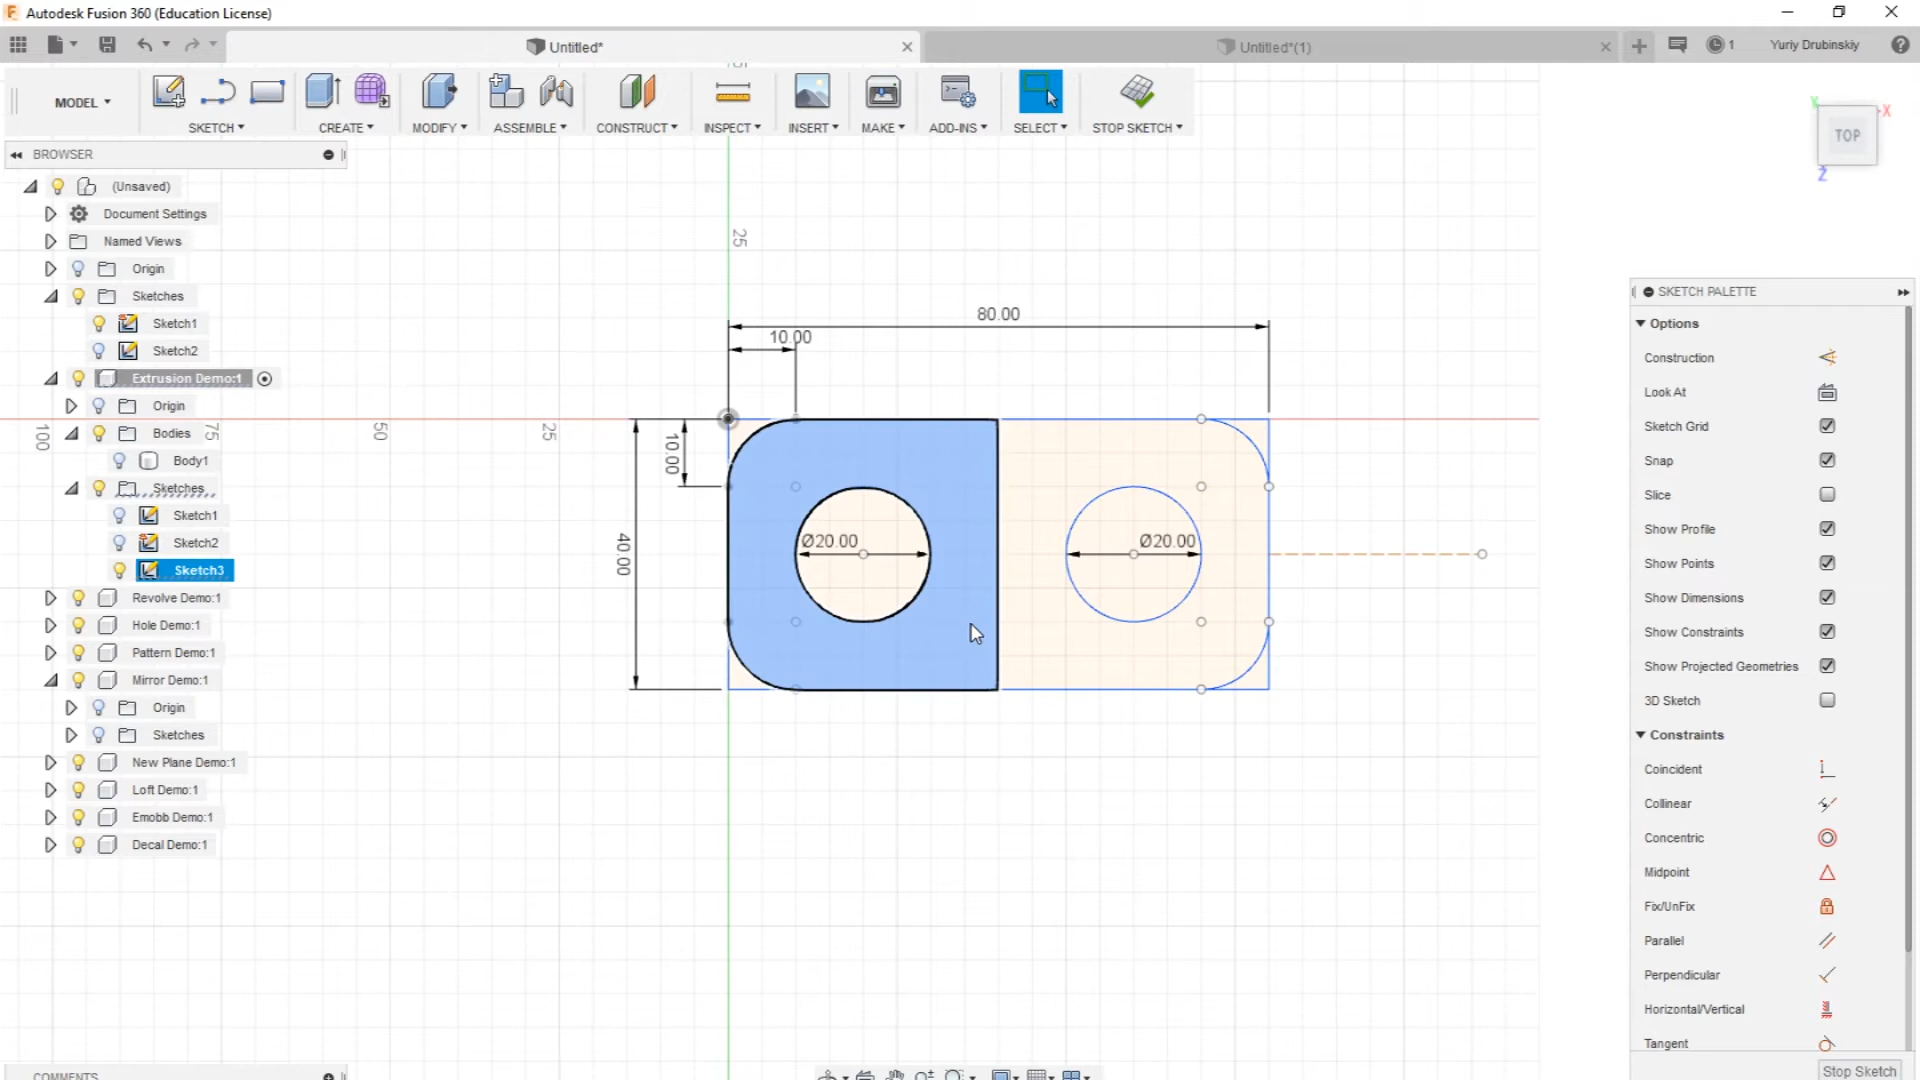 Autodesk Fusion 360 (Education License)
Untitled*
Untitled*(1)
1
Yuriy Drubinskiy
MODEL
SKETCH
CREATE
MODIFY
ASSEMBLE
CONSTRUCT
INSPECT
INSERT
MAKE
ADD-INS
SELECT
STOP SKETCH
BROWSER
(Unsaved)
Document Settings
Named Views
Origin
Sketches
Sketch1
Sketch2
Extrusion Demo:1
Origin
Bodies
Body1
Sketches
Sketch1
Sketch2
Sketch3
Revolve Demo:1
Hole Demo:1
Pattern Demo:1
Mirror Demo:1
Origin
Sketches
New Plane Demo:1
Loft Demo:1
Emobb Demo:1
Decal Demo:1
COMMENTS
25
80.00
10.00
100
75
50
25
10.00
40.00
Ø20.00
Ø20.00
Y
X
TOP
Z
SKETCH PALETTE
Options
Construction
Look At
Sketch Grid
Snap
Slice
Show Profile
Show Points
Show Dimensions
Show Constraints
Show Projected Geometries
3D Sketch
Constraints
Coincident
Collinear
Concentric
Midpoint
Fix/UnFix
Parallel
Perpendicular
Horizontal/Vertical
Tangent
Stop Sketch